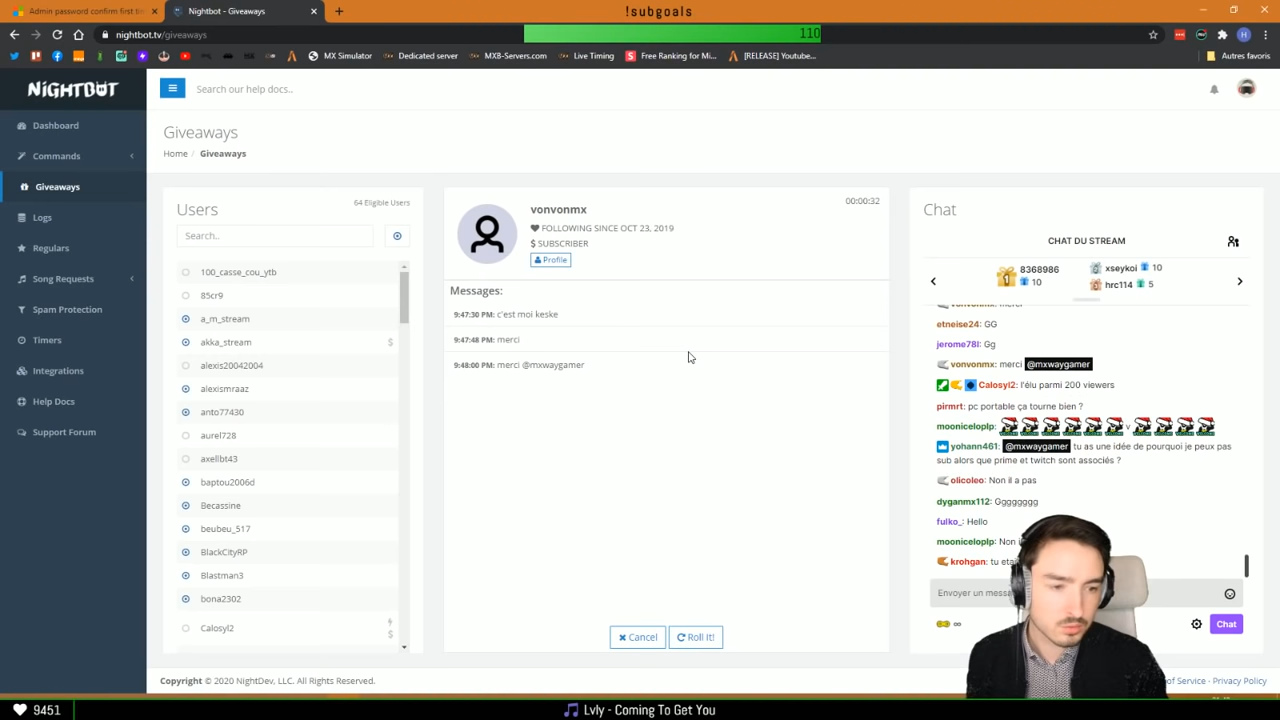 Admin password confirm first ti
Nightbot - Giveaways
!subgoals
nightbot.tv/giveaways
110
MX Simulator
Dedicated server
MXB-Servers.com
Live Timing
Free Ranking for Mi...
[RELEASE] Youtube...
Autres favoris
NiGHTBOT
Search our help docs..
Dashboard
Commands
Giveaways
Logs
Regulars
Song Requests
Spam Protection
Timers
Integrations
Help Docs
Support Forum
Giveaways
Home / Giveaways
Users
64 Eligible Users
Search..
100_casse_cou_ytb
85cr9
a_m_stream
akka_stream $
alexis20042004
alexismraaz
anto77430
aurel728
axellbt43
baptou2006d
Becassine
beubeu_517
BlackCityRP
Blastman3
bona2302
Calosyl2 $
vonvonmx
00:00:32
FOLLOWING SINCE OCT 23, 2019
$ SUBSCRIBER
Profile
Messages:
9:47:30 PM: c'est moi keske
9:47:48 PM: merci
9:48:00 PM: merci @mxwaygamer
Cancel
Roll It!
Chat
CHAT DU STREAM
8368986
10
xseykoi 10
hrc114 5
vonvonmx: merci
etneise24: GG
jerome78l: Gg
vonvonmx: merci @mxwaygamer
Calosyl2: l'élu parmi 200 viewers
pirmrt: pc portable ça tourne bien ?
mooniceloplp: v
yohann461: @mxwaygamer tu as une idée de pourquoi je peux pas
sub alors que prime et twitch sont associés ?
olicoleo: Non il a pas
dyganmx112: Gggggggg
fulko_: Hello
mooniceloplp: Non
krohgan: tu
Envoyer un
∞
Chat
Copyright © 2020 NightDev, LLC. All Rights Reserved.
of Service · Privacy Policy
9451
Lvly - Coming To Get You